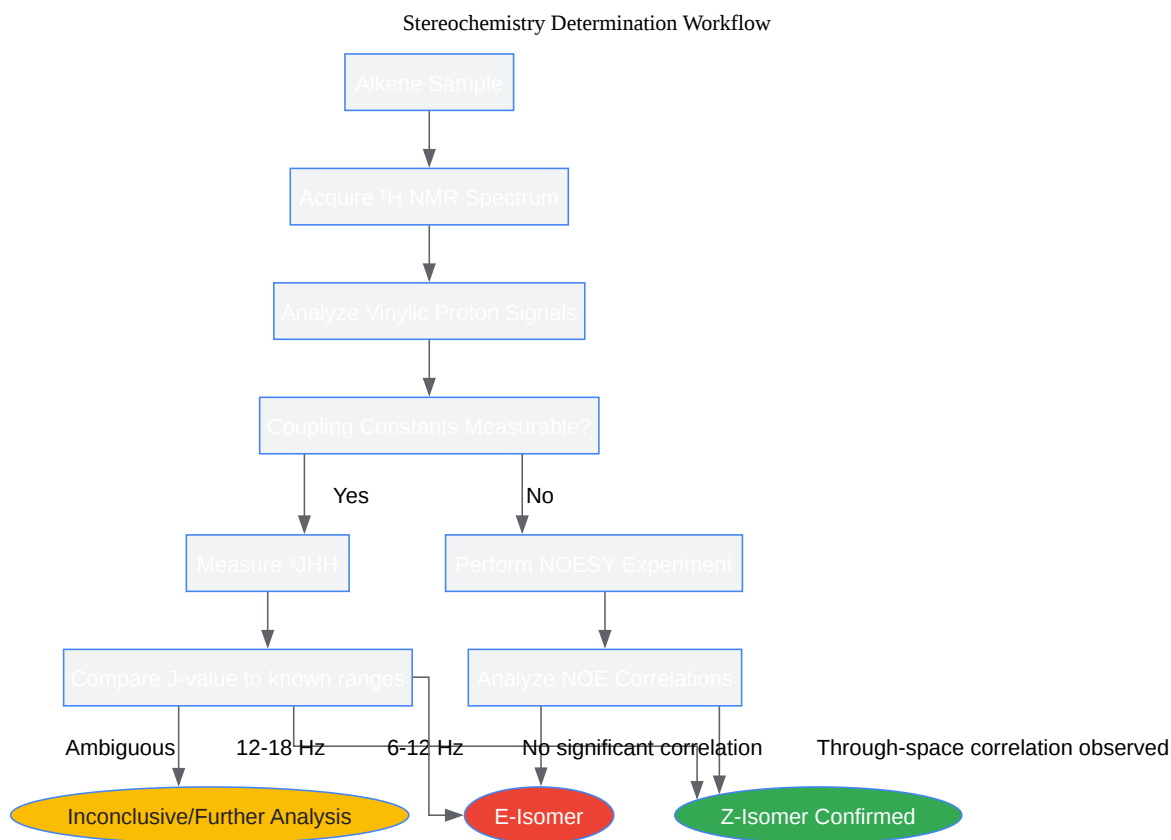 Stereochemistry Determination Workflow
Alkene Sample
Acquire ¹H NMR Spectrum
Analyze Vinylic Proton Signals
Coupling Constants Measurable?
Yes
No
Measure ³JHH
Perform NOESY Experiment
Compare J-value to known ranges
Analyze NOE Correlations
Ambiguous
12-18 Hz
6-12 Hz
No significant correlation
Through-space correlation observed
Inconclusive/Further Analysis
E-Isomer
Z-Isomer Confirmed